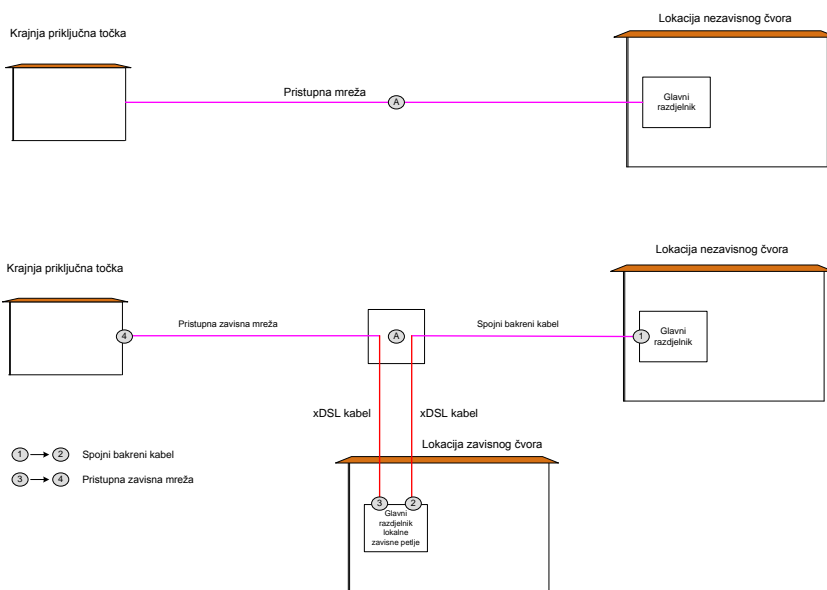 Lokacija nezavisnog čvora
Krajnja priključna točka
Pristupna mreža
A
Glavni
razdjelnik
Lokacija nezavisnog čvora
Krajnja priključna točka
Pristupna zavisna mreža
Spojni bakreni kabel
4
A
1
Glavni
razdjelnik
xDSL kabel
xDSL kabel
Lokacija zavisnog čvora
1 2 Spojni bakreni kabel
3 4 Pristupna zavisna mreža
3
2
Glavni
razdjelnik
lokalne
zavisne petlje